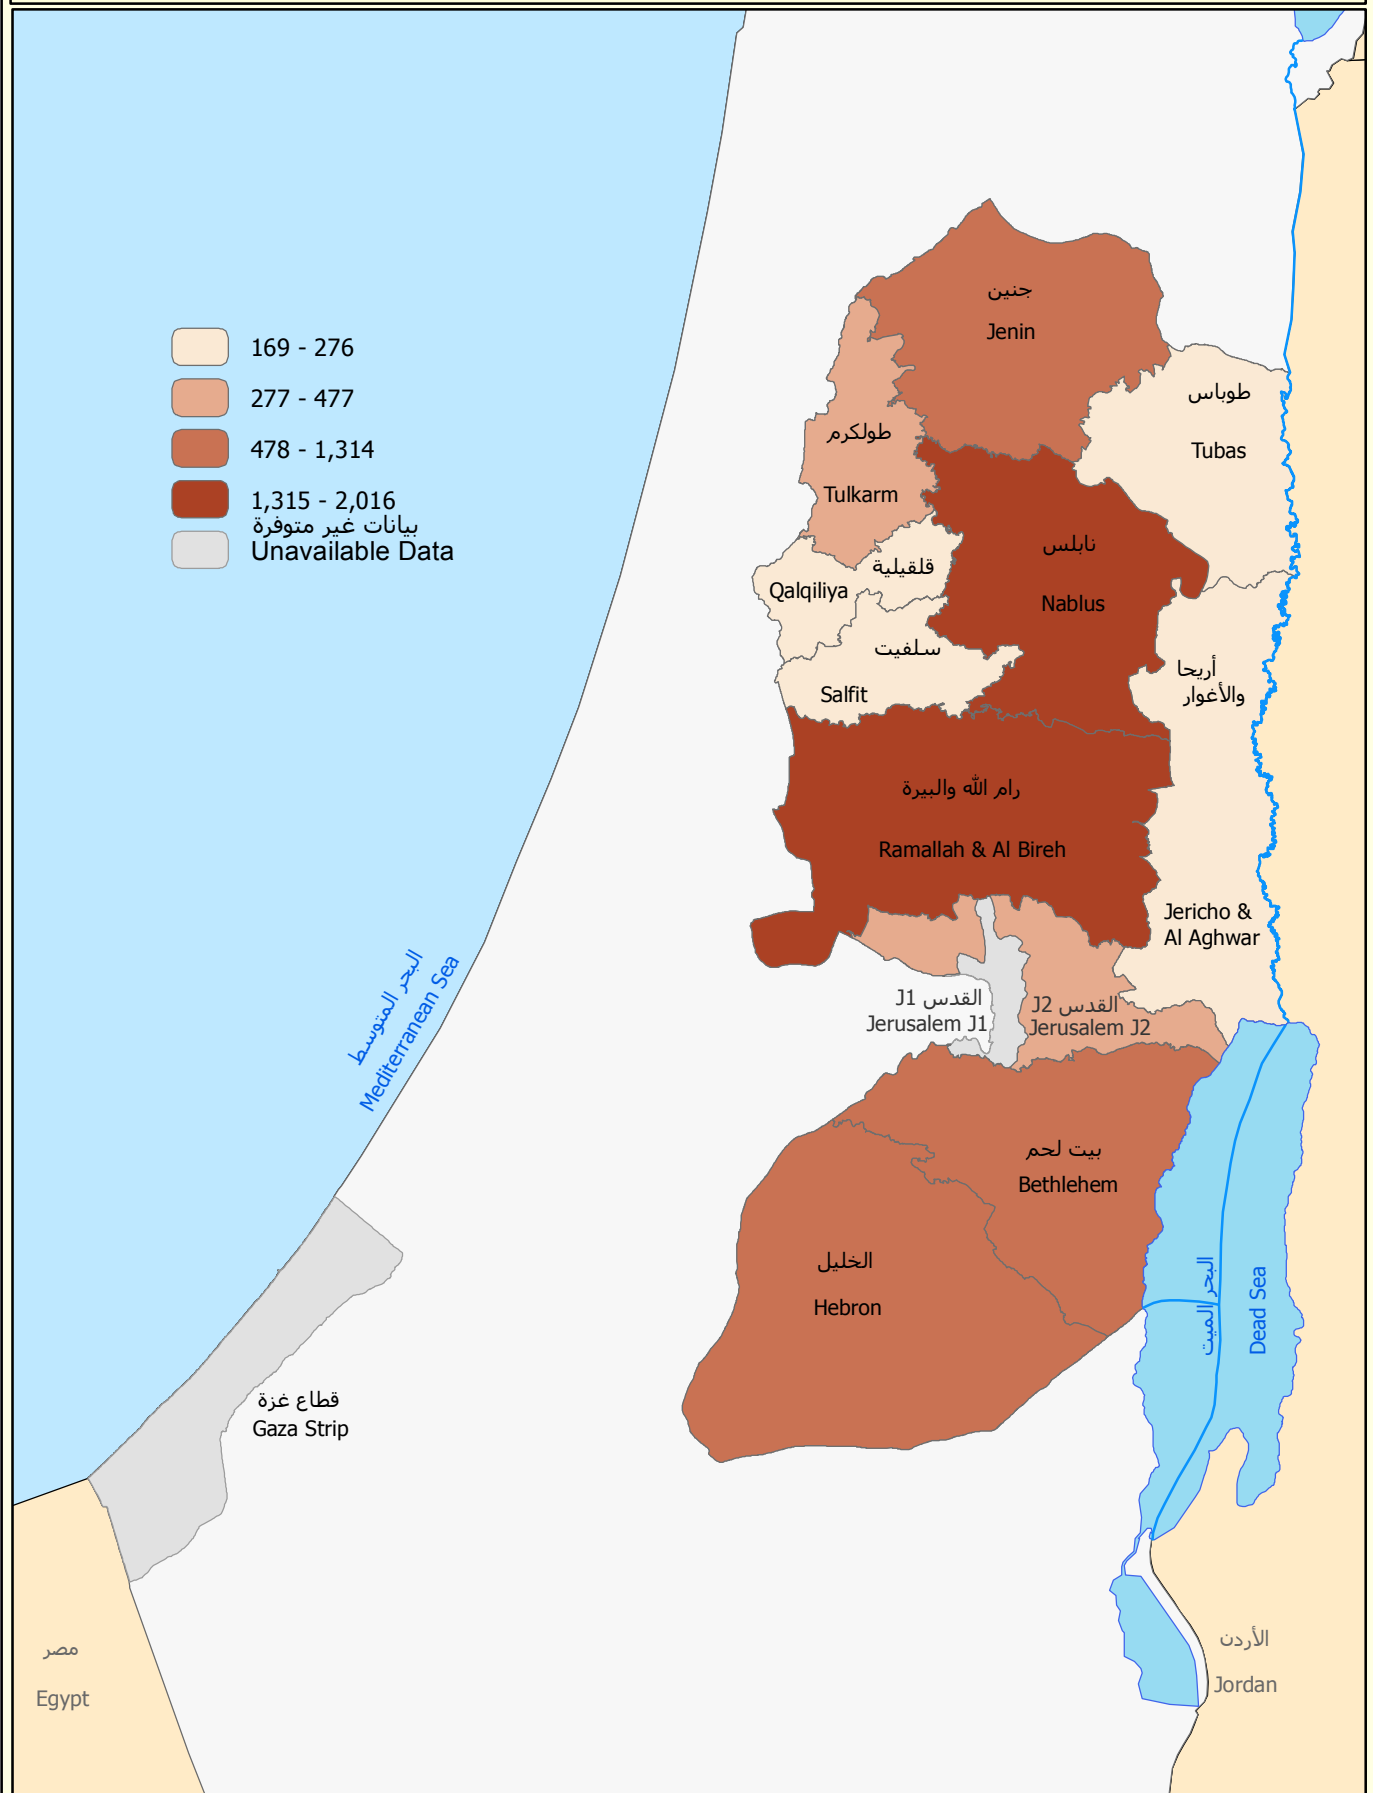 169 - 276
277 - 477
478 - 1,314
1,315 - 2,016
بيانات غير متوفرة
Unavailable Data
جنين
Jenin
طوباس
Tubas
طولكرم
Tulkarm
نابلس
Nablus
قلقيلية
Qalqiliya
سلفيت
Salfit
أريحا
والأغوار
Jericho &
Al Aghwar
رام الله والبيرة
Ramallah & Al Bireh
القدس J1
Jerusalem J1
القدس J2
Jerusalem J2
البحر المتوسط
Mediterranean Sea
بيت لحم
Bethlehem
الخليل
Hebron
البحر الميت
Dead Sea
قطاع غزة
Gaza Strip
مصر
Egypt
الأردن
Jordan